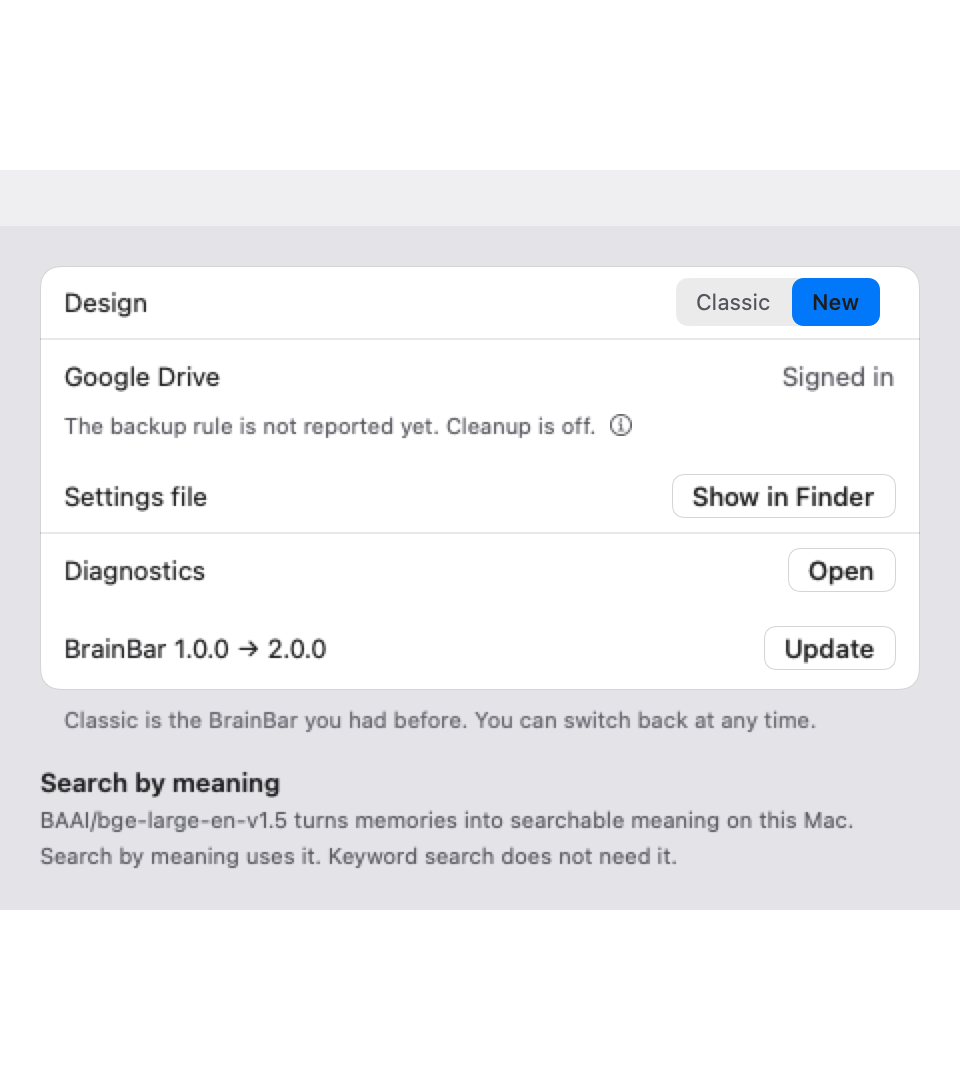 Design
Classic
New
Google Drive
Signed in
The backup rule is not reported yet. Cleanup is off. ⓘ
Settings file
Show in Finder
Diagnostics
Open
BrainBar 1.0.0 → 2.0.0
Update
Classic is the BrainBar you had before. You can switch back at any time.
Search by meaning
BAAI/bge-large-en-v1.5 turns memories into searchable meaning on this Mac.
Search by meaning uses it. Keyword search does not need it.